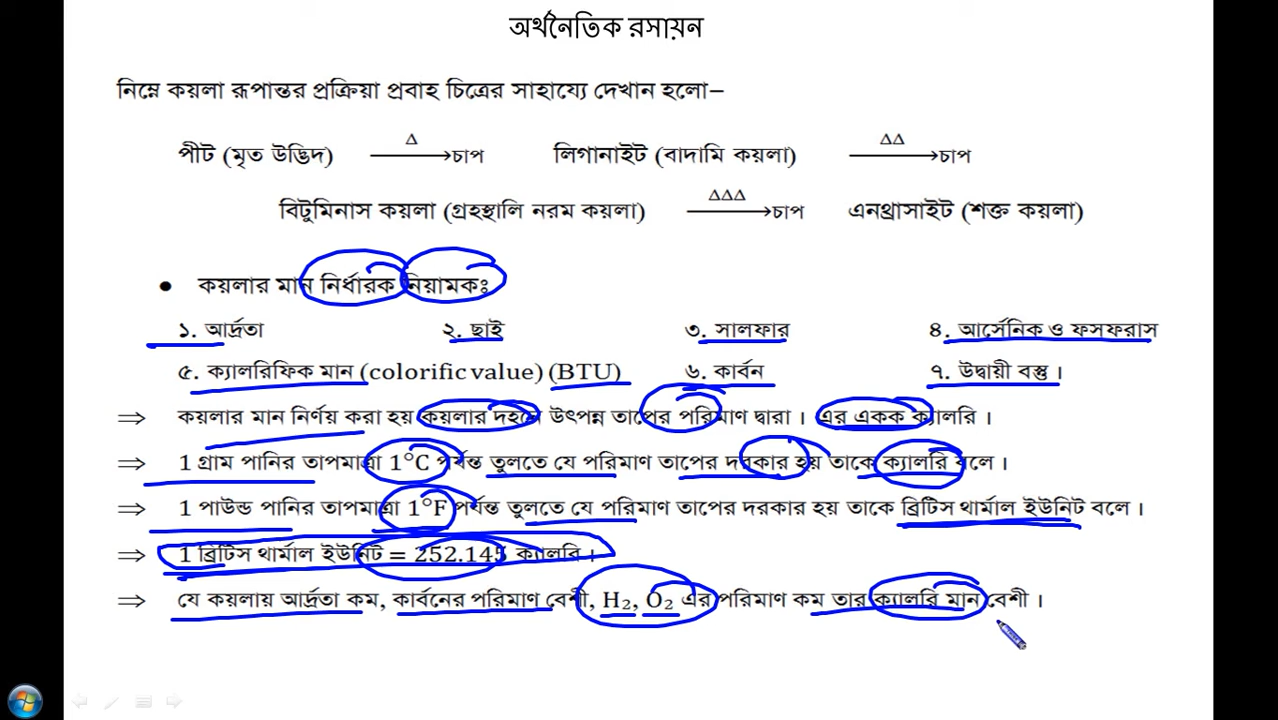 অর্থনৈতিক রসায়ন
নিম্নে কয়লা রূপান্তর প্রক্রিয়া প্রবাহ চিত্রের সাহায্যে দেখান হলো–
পীট (মৃত উদ্ভিদ) Δ→চাপ লিগানাইট (বাদামি কয়লা) ΔΔ→চাপ
বিটুমিনাস কয়লা (গ্রহস্থালি নরম কয়লা) ΔΔΔ→চাপ এনথ্রাসাইট (শক্ত কয়লা)
• কয়লার মান নির্ধারক নিয়ামকঃ
১. আর্দ্রতা ২. ছাই ৩. সালফার ৪. আর্সেনিক ও ফসফরাস
৫. ক্যালরিফিক মান (colorific value) (BTU) ৬. কার্বন ৭. উদ্বায়ী বস্তু।
⇒ কয়লার মান নির্ণয় করা হয় কয়লার দহনে উৎপন্ন তাপের পরিমাণ দ্বারা। এর একক ক্যালরি।
⇒ 1 গ্রাম পানির তাপমাত্রা 1°C পর্যন্ত তুলতে যে পরিমাণ তাপের দরকার হয় তাকে ক্যালরি বলে।
⇒ 1 পাউন্ড পানির তাপমাত্রা 1°F পর্যন্ত তুলতে যে পরিমাণ তাপের দরকার হয় তাকে ব্রিটিস থার্মাল ইউনিট বলে।
⇒ 1 ব্রিটিস থার্মাল ইউনিট = 252.145 ক্যালরি।
⇒ যে কয়লায় আর্দ্রতা কম, কার্বনের পরিমাণ বেশী, H₂, O₂ এর পরিমাণ কম তার ক্যালরি মান বেশী।